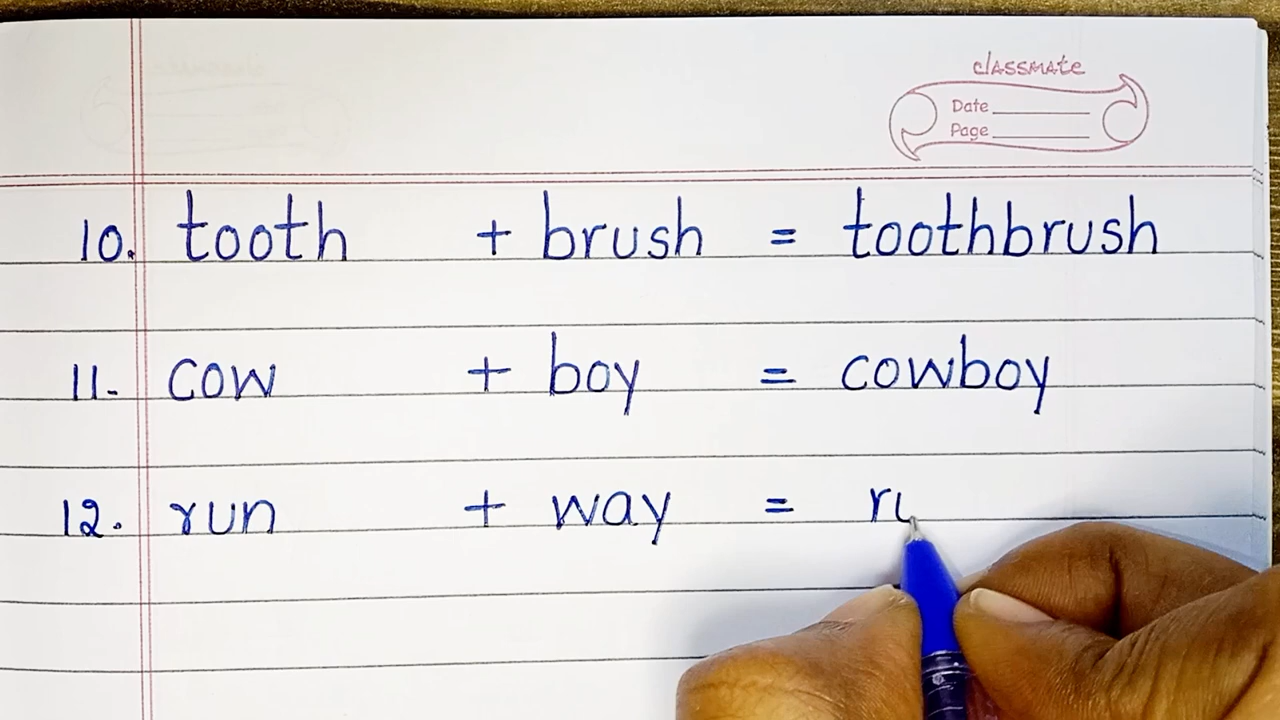 classmate
Date
Page
10. tooth + brush = toothbrush
11. cow + boy = cowboy
12. run + way = ru